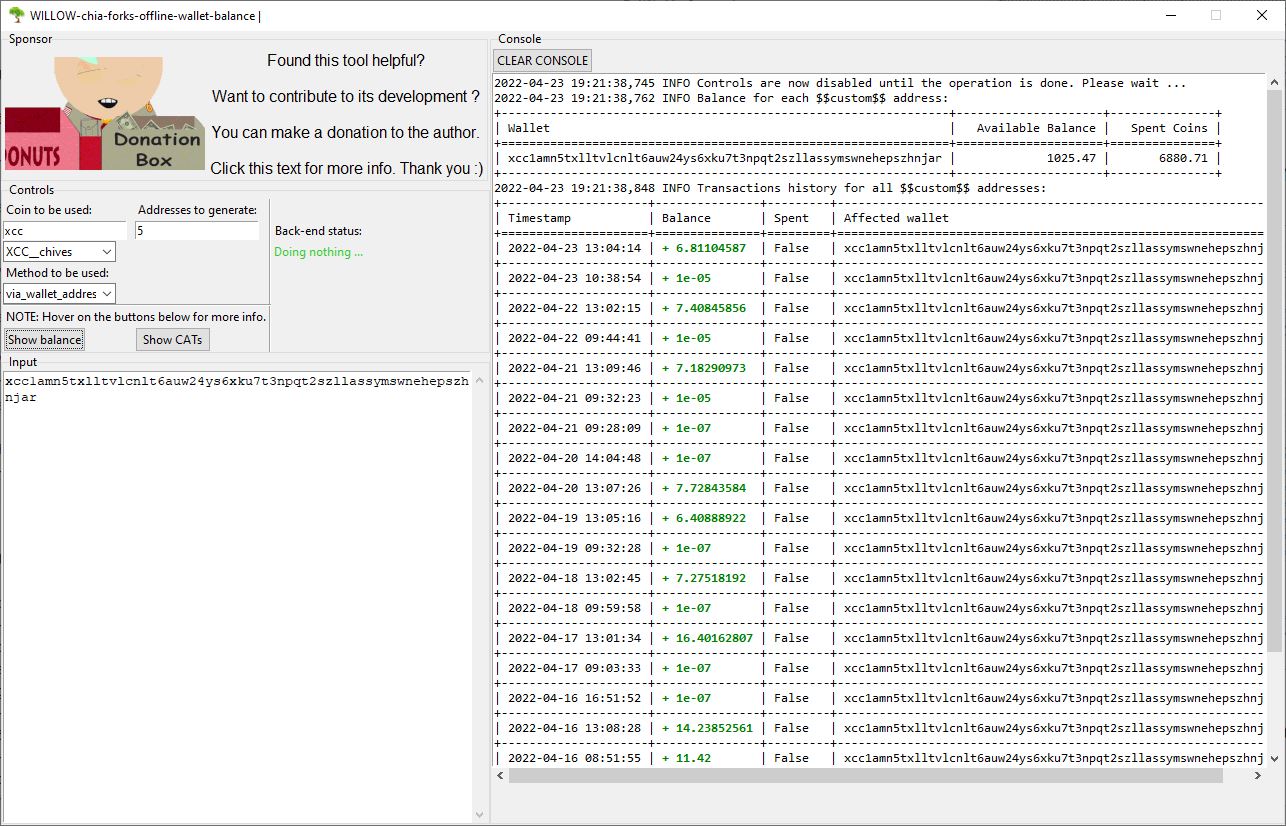 WILLOW-chia-forks-offline-wallet-balance |
Sponsor
DONUTS
Donation
Box
Found this tool helpful?
Want to contribute to its development ?
You can make a donation to the author.
Click this text for more info. Thank you :)
Controls
Coin to be used:
Addresses to generate:
xcc
5
XCC__chives
Method to be used:
via_wallet_addres
Back-end status:
Doing nothing ...
NOTE: Hover on the buttons below for more info.
Show balance
Show CATs
Input
xcc1amn5txlltvlcnlt6auw24ys6xku7t3npqt2szllassymswnehepszh
njar
Console
CLEAR CONSOLE
2022-04-23 19:21:38,745 INFO Controls are now disabled until the operation is done. Please wait ...
2022-04-23 19:21:38,762 INFO Balance for each $$custom$$ address:
| Wallet | Available Balance | Spent Coins |
| xcc1amn5txlltvlcnlt6auw24ys6xku7t3npqt2szllassymswnehepszhnjar | 1025.47 | 6880.71 |
2022-04-23 19:21:38,848 INFO Transactions history for all $$custom$$ addresses:
| Timestamp | Balance | Spent | Affected wallet
| 2022-04-23 13:04:14 | + 6.81104587 | False | xcc1amn5txlltvlcnlt6auw24ys6xku7t3npqt2szllassymswnehepszhnj
| 2022-04-23 10:38:54 | + 1e-05 | False | xcc1amn5txlltvlcnlt6auw24ys6xku7t3npqt2szllassymswnehepszhnj
| 2022-04-22 13:02:15 | + 7.40845856 | False | xcc1amn5txlltvlcnlt6auw24ys6xku7t3npqt2szllassymswnehepszhnj
| 2022-04-22 09:44:41 | + 1e-05 | False | xcc1amn5txlltvlcnlt6auw24ys6xku7t3npqt2szllassymswnehepszhnj
| 2022-04-21 13:09:46 | + 7.18290973 | False | xcc1amn5txlltvlcnlt6auw24ys6xku7t3npqt2szllassymswnehepszhnj
| 2022-04-21 09:32:23 | + 1e-05 | False | xcc1amn5txlltvlcnlt6auw24ys6xku7t3npqt2szllassymswnehepszhnj
| 2022-04-21 09:28:09 | + 1e-07 | False | xcc1amn5txlltvlcnlt6auw24ys6xku7t3npqt2szllassymswnehepszhnj
| 2022-04-20 14:04:48 | + 1e-07 | False | xcc1amn5txlltvlcnlt6auw24ys6xku7t3npqt2szllassymswnehepszhnj
| 2022-04-20 13:07:26 | + 7.72843584 | False | xcc1amn5txlltvlcnlt6auw24ys6xku7t3npqt2szllassymswnehepszhnj
| 2022-04-19 13:05:16 | + 6.40888922 | False | xcc1amn5txlltvlcnlt6auw24ys6xku7t3npqt2szllassymswnehepszhnj
| 2022-04-19 09:32:28 | + 1e-07 | False | xcc1amn5txlltvlcnlt6auw24ys6xku7t3npqt2szllassymswnehepszhnj
| 2022-04-18 13:02:45 | + 7.27518192 | False | xcc1amn5txlltvlcnlt6auw24ys6xku7t3npqt2szllassymswnehepszhnj
| 2022-04-18 09:59:58 | + 1e-07 | False | xcc1amn5txlltvlcnlt6auw24ys6xku7t3npqt2szllassymswnehepszhnj
| 2022-04-17 13:01:34 | + 16.40162807 | False | xcc1amn5txlltvlcnlt6auw24ys6xku7t3npqt2szllassymswnehepszhnj
| 2022-04-17 09:03:33 | + 1e-07 | False | xcc1amn5txlltvlcnlt6auw24ys6xku7t3npqt2szllassymswnehepszhnj
| 2022-04-16 16:51:52 | + 1e-07 | False | xcc1amn5txlltvlcnlt6auw24ys6xku7t3npqt2szllassymswnehepszhnj
| 2022-04-16 13:08:28 | + 14.23852561 | False | xcc1amn5txlltvlcnlt6auw24ys6xku7t3npqt2szllassymswnehepszhnj
| 2022-04-16 08:51:55 | + 11.42 | False | xcc1amn5txlltvlcnlt6auw24ys6xku7t3npqt2szllassymswnehepszhnj